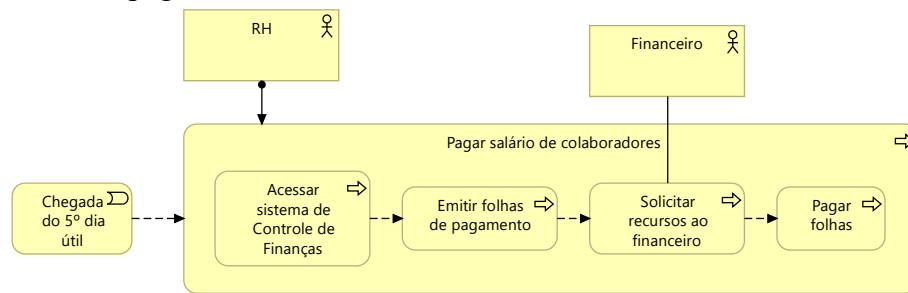 RH
Financeiro
Pagar salário de colaboradores
Chegada
do 5º dia
útil
Acessar
sistema de
Controle de
Finanças
Emitir folhas
de pagamento
Solicitar
recursos ao
financeiro
Pagar
folhas